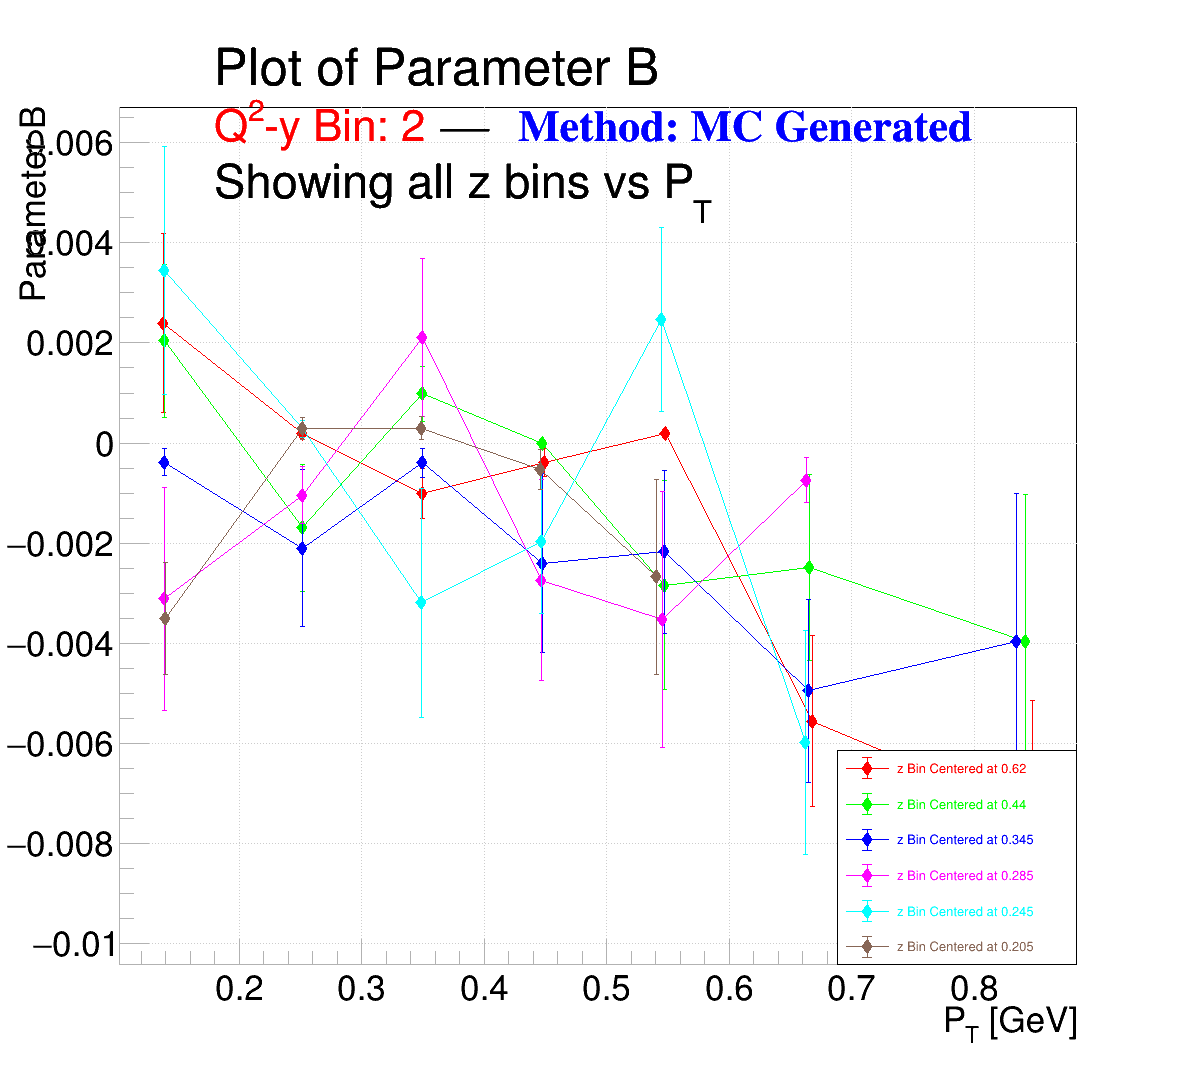 Plot of Parameter B
Q²-y Bin: 2 — Method: MC Generated
Showing all z bins vs P_T
Parameter B
0.006
0.004
0.002
0
−0.002
−0.004
−0.006
−0.008
−0.01
z Bin Centered at 0.62
z Bin Centered at 0.44
z Bin Centered at 0.345
z Bin Centered at 0.285
z Bin Centered at 0.245
z Bin Centered at 0.205
0.2 0.3 0.4 0.5 0.6 0.7 0.8
P_T [GeV]